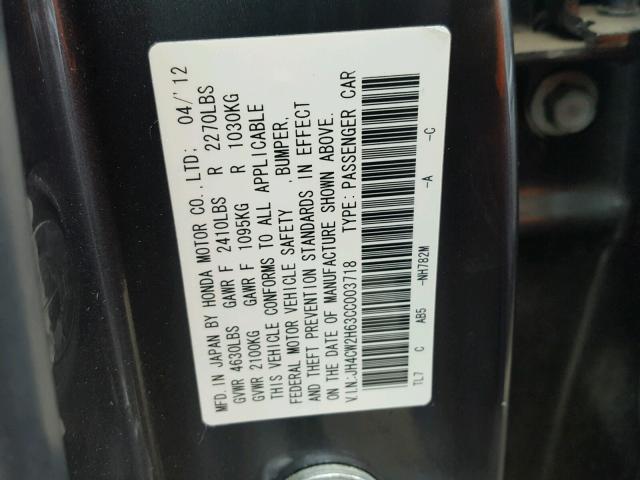 MFD. IN JAPAN BY HONDA MOTOR CO., LTD: 04/'12
GVWR 4630LBS GAWR F 2410LBS R 2270LBS
GVWR 2100KG GAWR F 1095KG R 1030KG
THIS VEHICLE CONFORMS TO ALL APPLICABLE
FEDERAL MOTOR VEHICLE SAFETY , BUMPER,
AND THEFT PREVENTION STANDARDS IN EFFECT
ON THE DATE OF MANUFACTURE SHOWN ABOVE.
V.I.N:JH4CW2H63CC003718 TYPE: PASSENGER CAR
TL7 C AB5 -NH782M -A -C